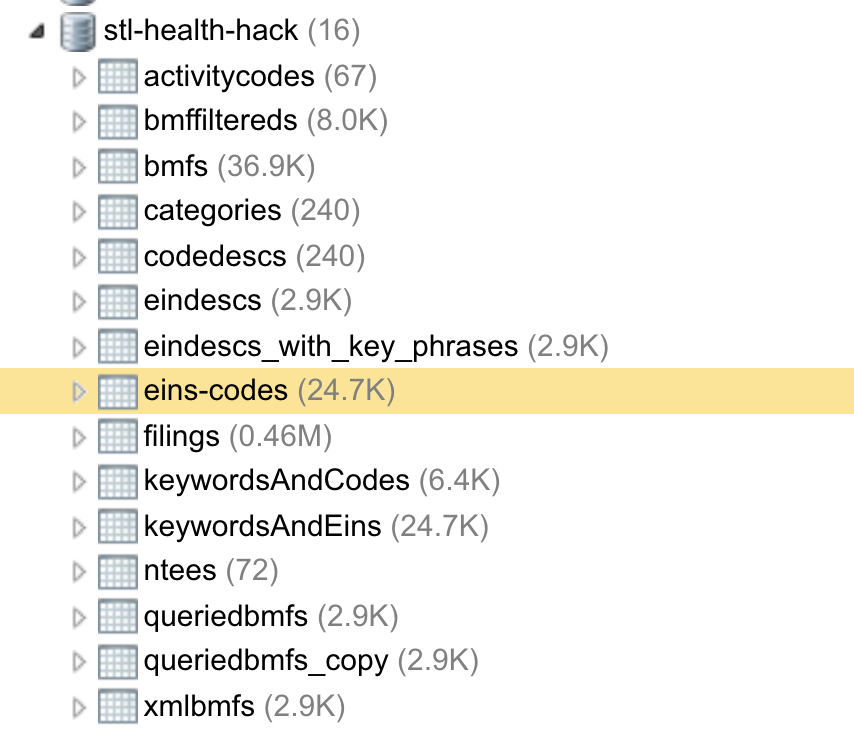 stl-health-hack (16)
activitycodes (67)
bmffiltereds (8.0K)
bmfs (36.9K)
categories (240)
codedescs (240)
eindescs (2.9K)
eindescs_with_key_phrases (2.9K)
eins-codes (24.7K)
filings (0.46M)
keywordsAndCodes (6.4K)
keywordsAndEins (24.7K)
ntees (72)
queriedbmfs (2.9K)
queriedbmfs_copy (2.9K)
xmlbmfs (2.9K)